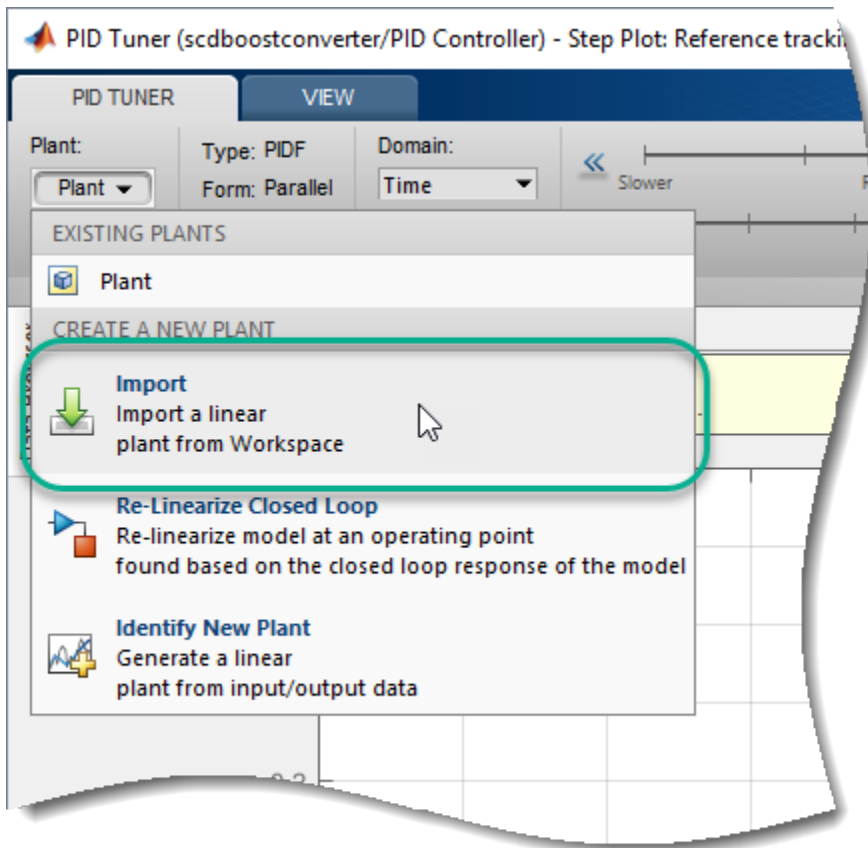 PID Tuner (scdboostconverter/PID Controller) - Step Plot: Reference
PID TUNER VIEW
Plant: Type: PIDF Domain:
Plant Form: Parallel Time Slower
EXISTING PLANTS
Plant
CREATE A NEW PLANT
Import
Import a linear
plant from Workspace
Re-Linearize Closed Loop
Re-linearize model at an operating point
found based on the closed loop response of the model
Identify New Plant
Generate a linear
plant from input/output data